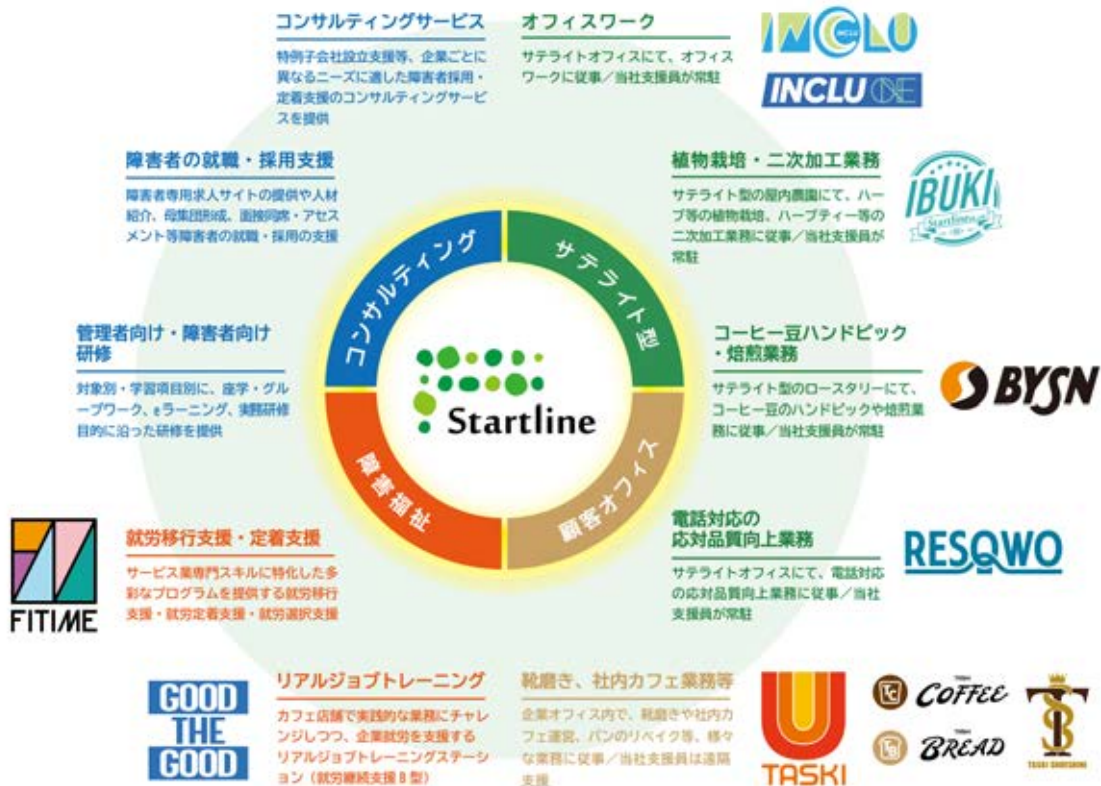 コンサルティングサービス
特例子会社設立支援等、企業ごとに
異なるニーズに適した障害者採用・
定着支援のコンサルティングサービ
スを提供
オフィスワーク
サテライトオフィスにて、オフィス
ワークに従事／当社支援員が常駐
INCLU
INCLU ONE
障害者の就職・採用支援
障害者専用求人サイトの提供や人材
紹介、母集団形成、面接同席・アセス
メント等障害者の就職・採用の支援
植物栽培・二次加工業務
サテライト型の屋内農園にて、ハー
ブ等の植物栽培、ハーブティー等の
二次加工業務に従事／当社支援員が
常駐
IBUKI
Startline
管理者向け・障害者向け
研修
対象別・学習項目別に、座学・グル
ープワーク、eラーニング、実務研修
目的に沿った研修を提供
コンサルティング
サテライト型
障害福祉
顧客オフィス
Startline
コーヒー豆ハンドピック
・焙煎業務
サテライト型のロースタリーにて、
コーヒー豆のハンドピックや焙煎業
務に従事／当社支援員が常駐
BYSN
FITIME
就労移行支援・定着支援
サービス業専門スキルに特化した多
彩なプログラムを提供する就労移行
支援・就労定着支援・就労選択支援
電話対応の
応対品質向上業務
サテライトオフィスにて、電話対応
の応対品質向上業務に従事／当社
支援員が常駐
RESQWO
GOOD
THE
GOOD
リアルジョブトレーニング
カフェ店舗で実践的な業務にチャレ
ンジしつつ、企業就労を支援する
リアルジョブトレーニングステーシ
ョン（就労継続支援B型）
靴磨き、社内カフェ業務等
企業オフィス内で、靴磨きや社内カ
フェ運営、パンのリベイク等、様々
な業務に従事／当社支援員は遠隔
支援
TASKI
TC
COFFEE
TB
BREAD
TASKI SHOESHINE